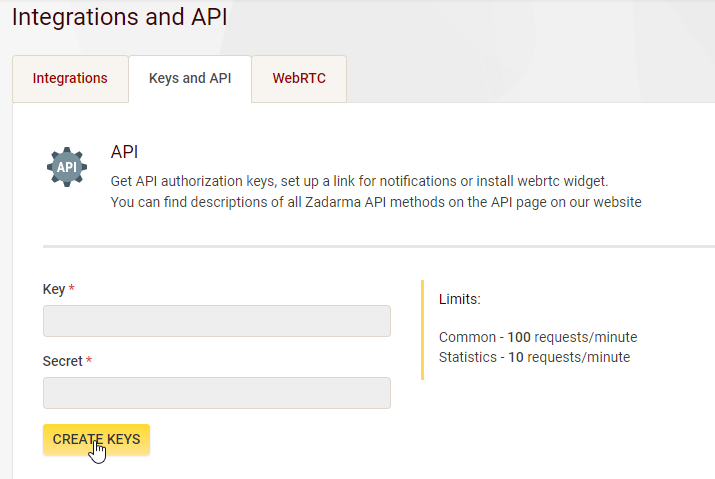 Integrations and API
Integrations
Keys and API
WebRTC
API
API
Get API authorization keys, set up a link for notifications or install webrtc widget.
You can find descriptions of all Zadarma API methods on the API page on our website
Key *
Secret *
CREATE KEYS
Limits:
Common - 100 requests/minute
Statistics - 10 requests/minute